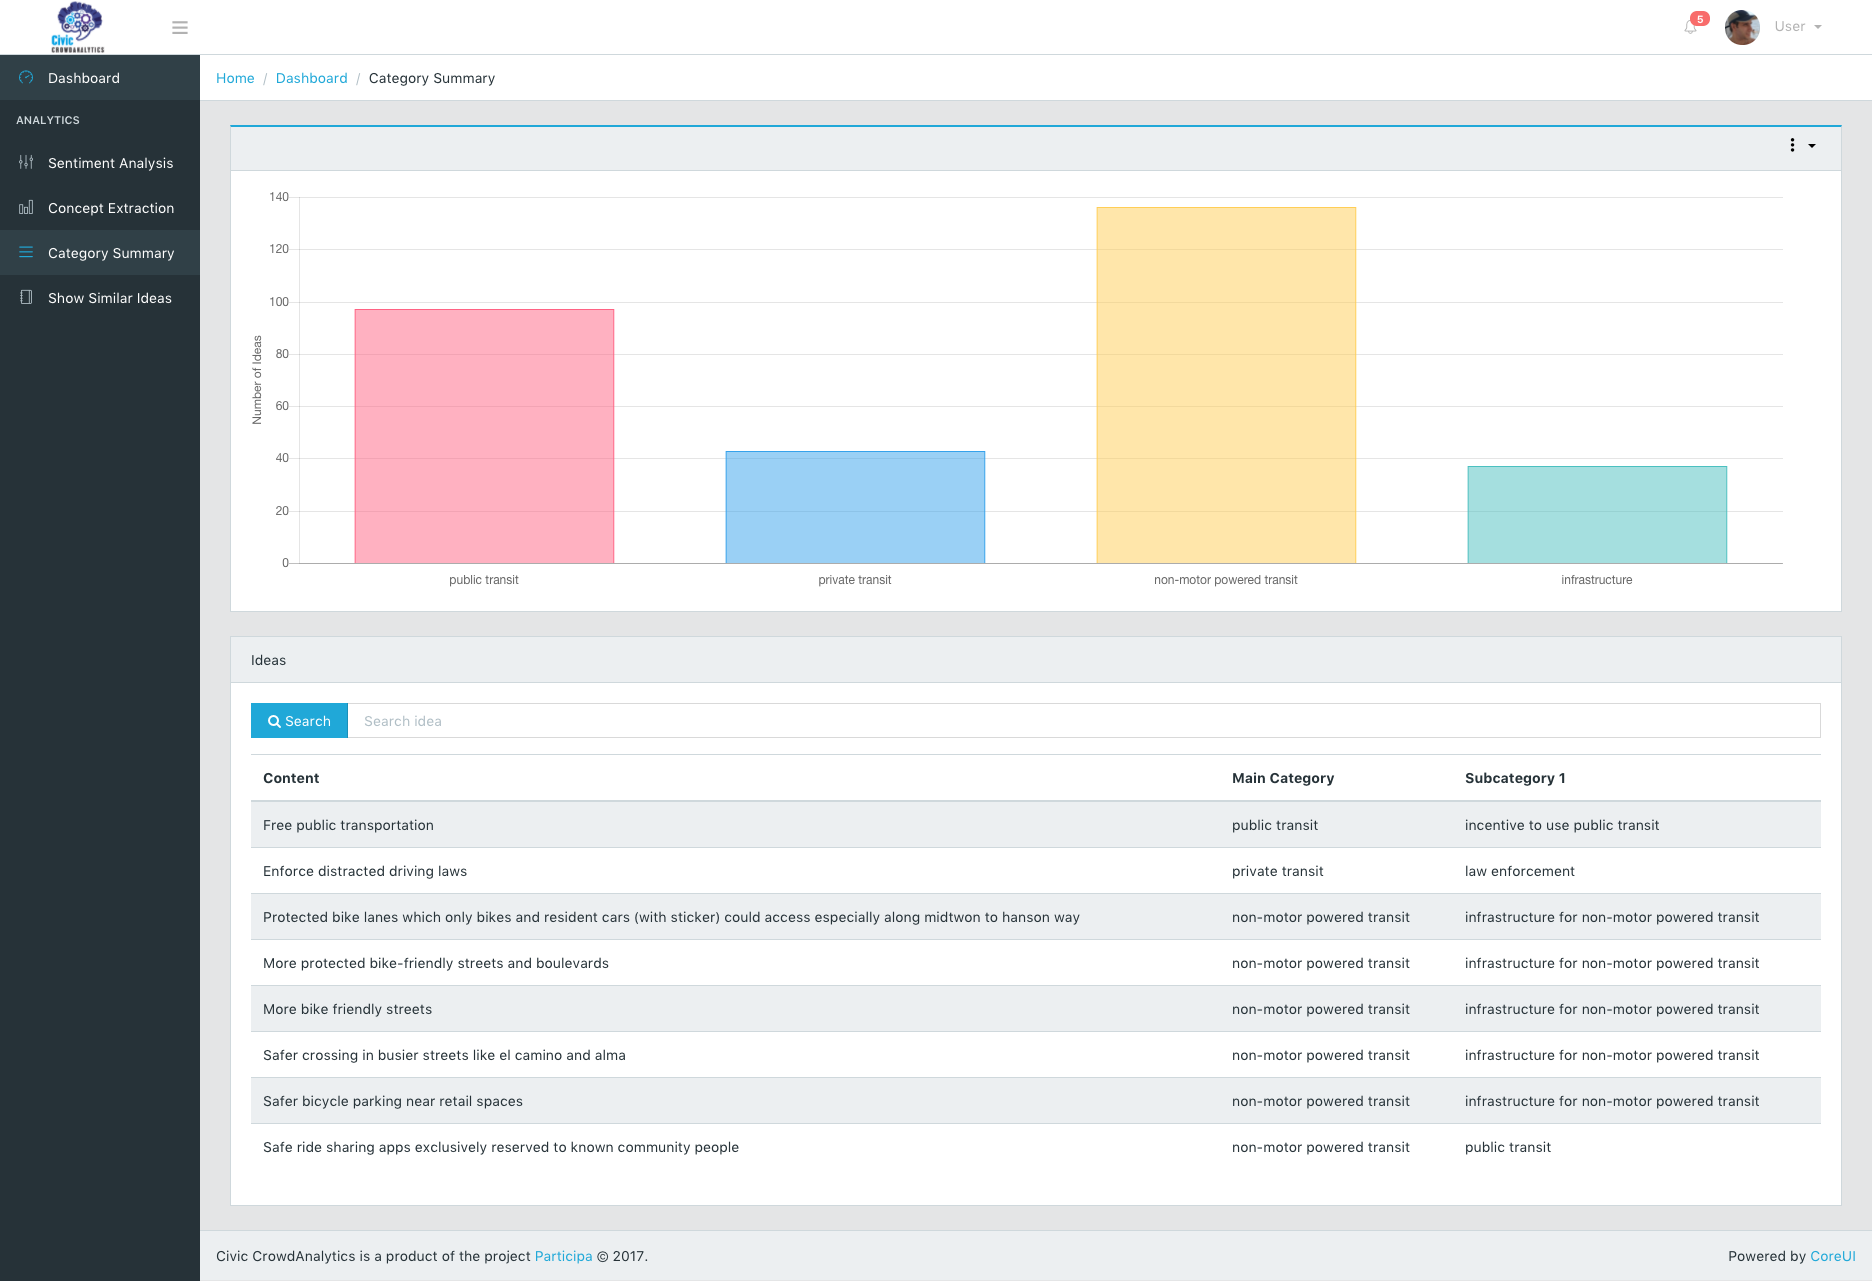 Civic
CROWDANALYTICS
5
User
Dashboard
Home / Dashboard / Category Summary
ANALYTICS
Sentiment Analysis
Concept Extraction
Category Summary
Show Similar Ideas
Number of Ideas
140
120
100
80
60
40
20
0
public transit private transit non-motor powered transit infrastructure
Ideas
Search Search idea
Content Main Category Subcategory 1
Free public transportation public transit incentive to use public transit
Enforce distracted driving laws private transit law enforcement
Protected bike lanes which only bikes and resident cars (with sticker) could access especially along midtwon to hanson way non-motor powered transit infrastructure for non-motor powered transit
More protected bike-friendly streets and boulevards non-motor powered transit infrastructure for non-motor powered transit
More bike friendly streets non-motor powered transit infrastructure for non-motor powered transit
Safer crossing in busier streets like el camino and alma non-motor powered transit infrastructure for non-motor powered transit
Safer bicycle parking near retail spaces non-motor powered transit infrastructure for non-motor powered transit
Safe ride sharing apps exclusively reserved to known community people non-motor powered transit public transit
Civic CrowdAnalytics is a product of the project Participa © 2017. Powered by CoreUI